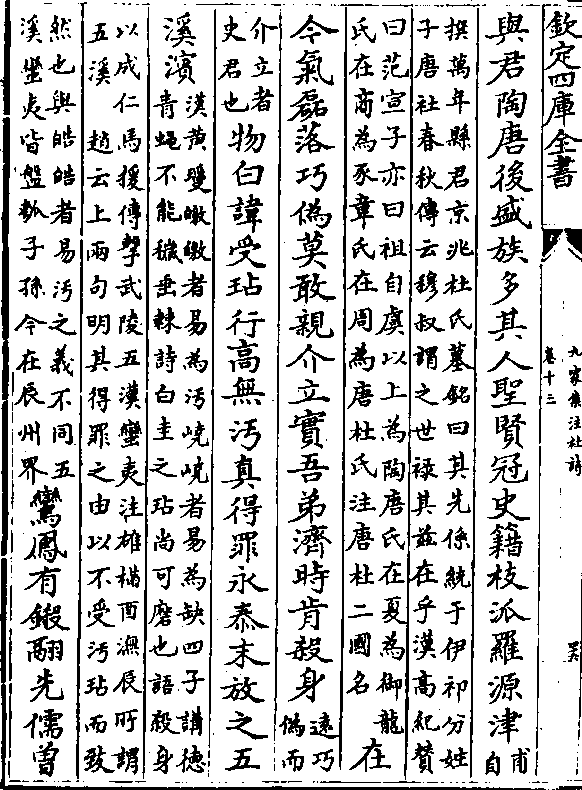 欽定四庫全書
九家集注杜詩
卷十三
與君陶唐後盛族多其人聖賢冠史籍枝派羅源津甫
自
撰萬年縣君京兆杜氏墓銘曰其先係統于伊祁分姓
子唐社春秋傳云穆叔謂之世禄其茲在乎漢高紀贊
曰范宣子亦曰祖自虞以上為陶唐氏在夏為御龍
氏在商為豕韋氏在周為唐杜氏注唐杜二國名
在
今氣磊落巧偽莫敢親介立實吾弟濟時肯殺身遠巧
偽而
介立者
史君也
物白諱受玷行高無汚真得罪永泰末放之五
溪濱
漢黄瓊皦皦者易為汚嶢嶢者易為缺四子講德
青蠅不能穢垂棘詩白圭之玷尚可磨也語殺身
以成仁馬援傳擊武陵五漢蠻夷注雄樠酉潕辰所謂
五溪 趙云上兩句明其得罪之由以不受汚玷而致
然也與皓皓者易汚之義不同五
溪蠻夷皆盤瓠子孫今在辰州界
鸞鳳有鎩翮先儒曽